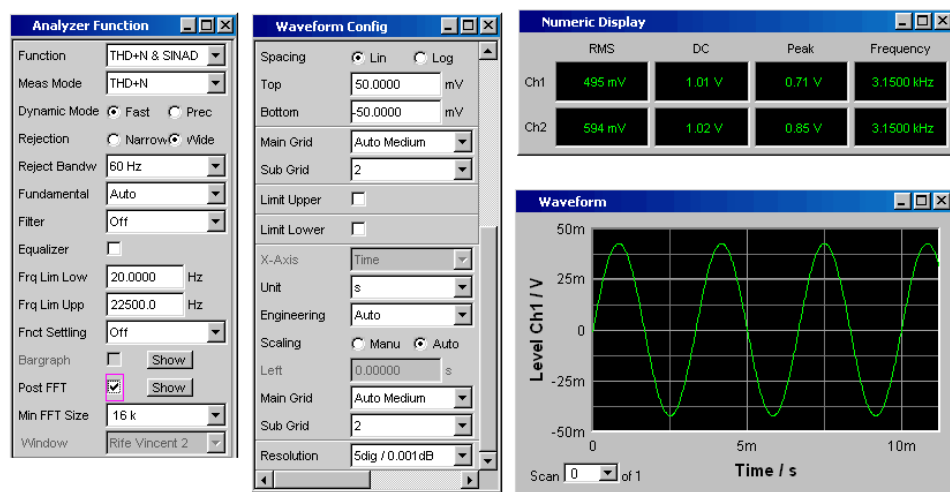 Analyzer Function
Function THD+N & SINAD
Meas Mode THD+N
Dynamic Mode Fast Prec
Rejection Narrow Wide
Reject Bandw 60 Hz
Fundamental Auto
Filter Off
Equalizer
Frq Lim Low 20.0000 Hz
Frq Lim Upp 22500.0 Hz
Fnct Settling Off
Bargraph Show
Post FFT Show
Min FFT Size 16 k
Window Rife Vincent 2
Waveform Config
Spacing Lin Log
Top 50.0000 mV
Bottom -50.0000 mV
Main Grid Auto Medium
Sub Grid 2
Limit Upper
Limit Lower
X-Axis Time
Unit s
Engineering Auto
Scaling Manu Auto
Left 0.00000 s
Main Grid Auto Medium
Sub Grid 2
Resolution 5dig / 0.001dB
Numeric Display
RMS DC Peak Frequency
Ch1 495 mV 1.01 V 0.71 V 3.1500 kHz
Ch2 594 mV 1.02 V 0.85 V 3.1500 kHz
Waveform
Level Ch1 / V
50m
25m
0
-25m
-50m
0 5m 10m
Time / s
Scan 0 of 1